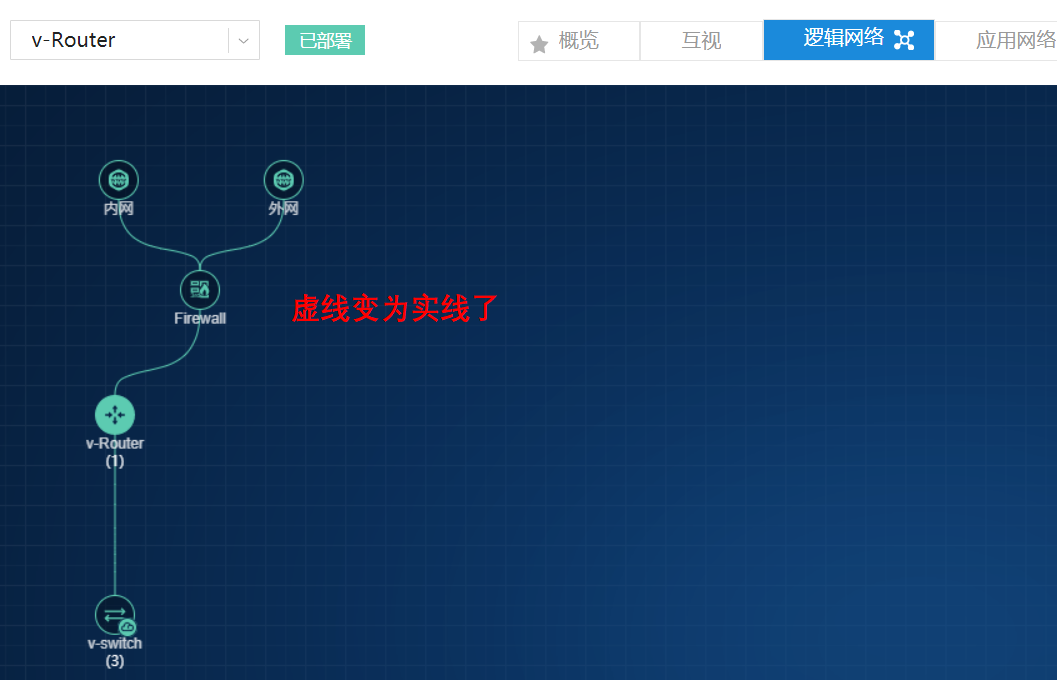 v-Router
已部署
概览
互视
逻辑网络
应用网络
内网
外网
Firewall
虚线变为实线了
v-Router
(1)
v-switch
(3)